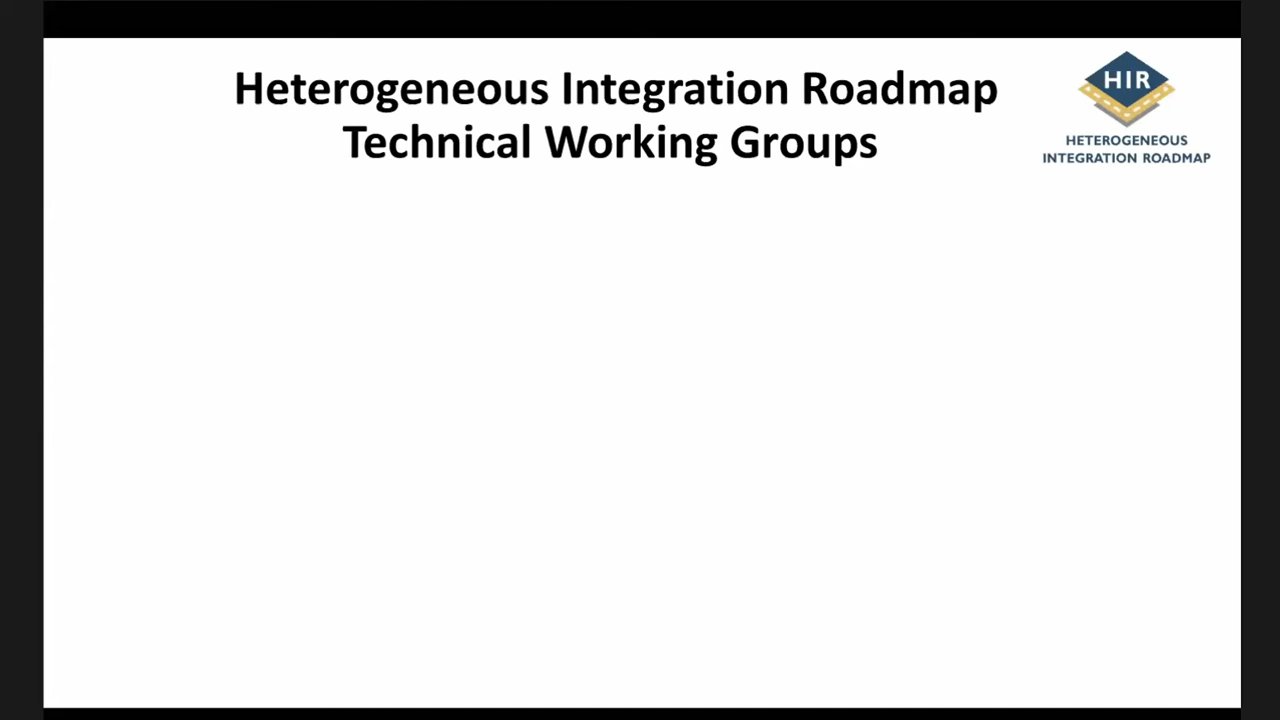 Heterogeneous Integration Roadmap
Technical Working Groups
HIR
HETEROGENEOUS
INTEGRATION ROADMAP